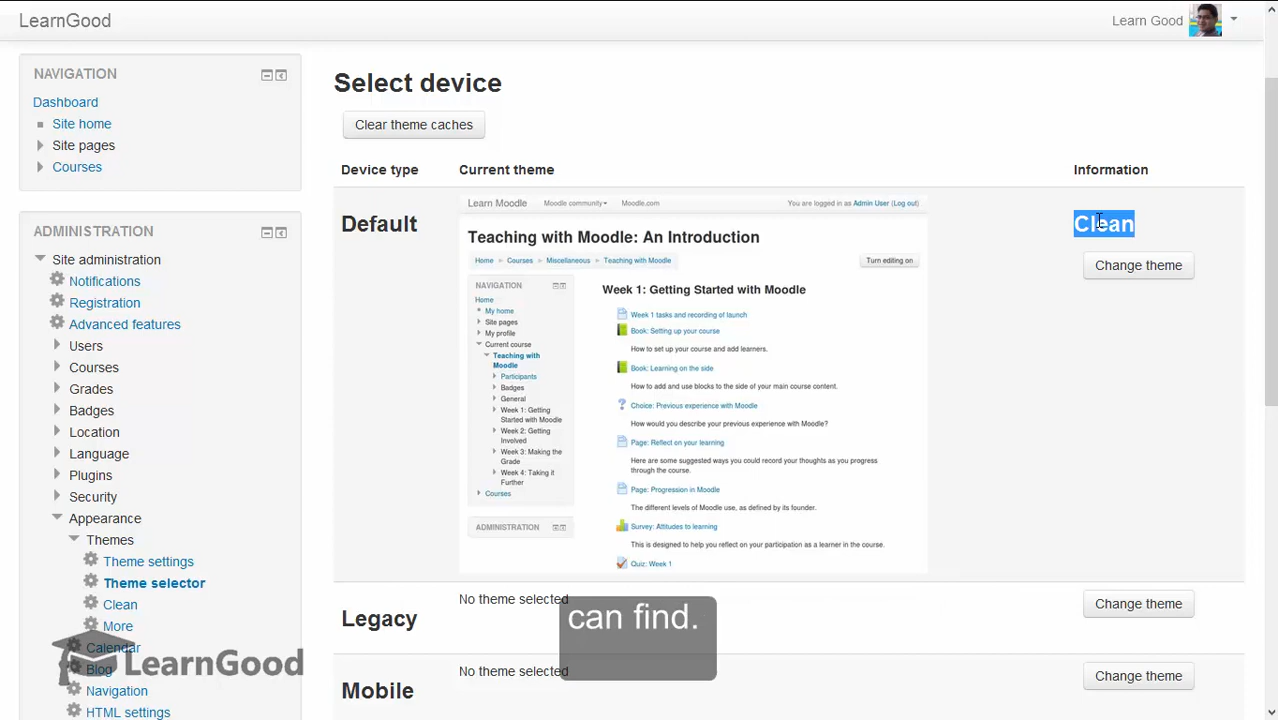 LearnGood
Learn Good
NAVIGATION
Dashboard
Site home
Site pages
Courses
ADMINISTRATION
Site administration
Notifications
Registration
Advanced features
Users
Courses
Grades
Badges
Location
Language
Plugins
Security
Appearance
Themes
Theme settings
Theme selector
Clean
More
Calendar
Blog
Navigation
HTML settings
LearnGood
Select device
Clear theme caches
Device type Current theme Information
Default
Learn Moodle Moodle community Moodle.com You are logged in as Admin User (Log out)
Teaching with Moodle: An Introduction
Home Courses Miscellaneous Teaching with Moodle Turn editing on
NAVIGATION
Home
My home
Site pages
My profile
Current course
Teaching with
Moodle
Participants
Badges
General
Week 1: Getting
Started with Moodle
Week 2: Getting
Involved
Week 3: Making the
Grade
Week 4: Taking it
Further
Courses
ADMINISTRATION
Week 1: Getting Started with Moodle
Week 1 tasks and recording of launch
Book: Setting up your course
How to set up your course and add learners.
Book: Learning on the side
How to add and use blocks to the side of your main course content.
Choice: Previous experience with Moodle
How would you describe your previous experience with Moodle?
Page: Reflect on your learning
Here are some suggested ways you could record your thoughts as you progress
through the course.
Page: Progression in Moodle
The different levels of Moodle use, as defined by its founder.
Survey: Attitudes to learning
This is designed to help you reflect on your participation as a learner in the course.
Quiz: Week 1
Clean
Change theme
Legacy
No theme selected
Change theme
can find.
Mobile
No theme selected
Change theme